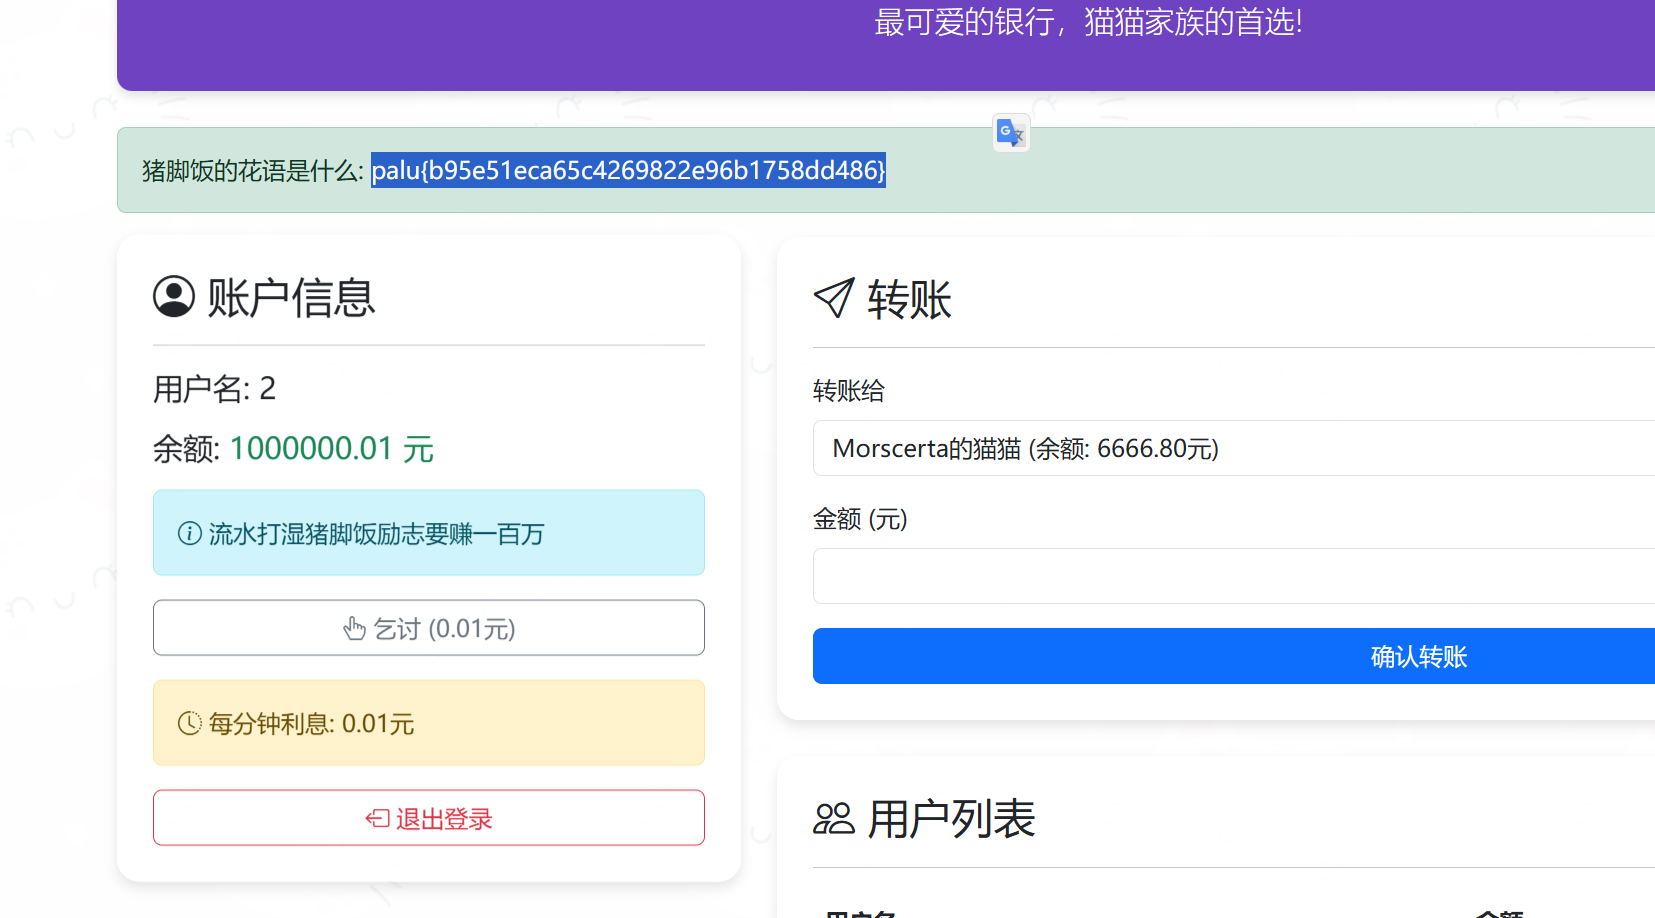 最可爱的银行，猫猫家族的首选!
猪脚饭的花语是什么: palu{b95e51eca65c4269822e96b1758dd486}
账户信息
用户名: 2
余额: 1000000.01 元
流水打湿猪脚饭励志要赚一百万
乞讨 (0.01元)
每分钟利息: 0.01元
退出登录
转账
转账给
Morscerta的猫猫 (余额: 6666.80元)
金额 (元)
确认转账
用户列表
用户名 余额